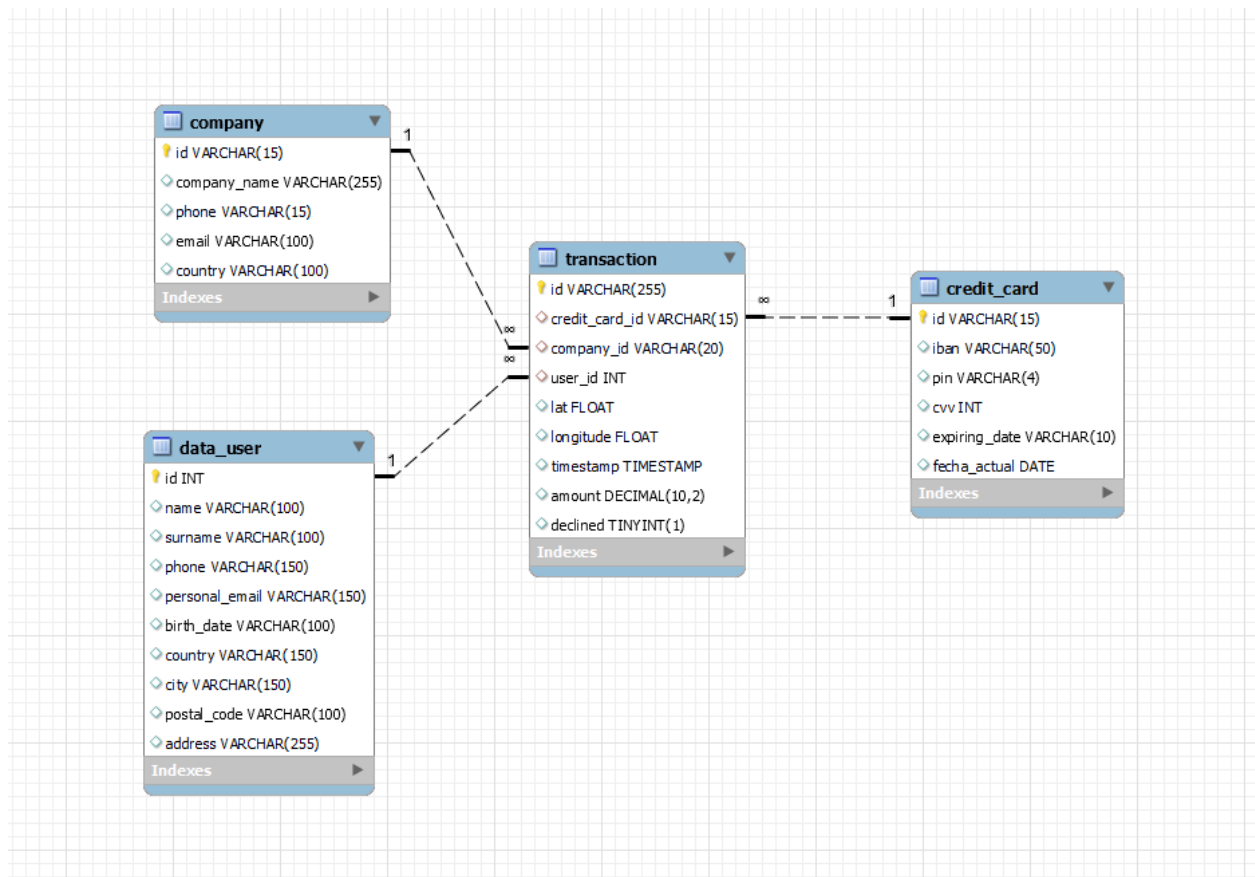 company
id VARCHAR(15)
company_name VARCHAR(255)
phone VARCHAR(15)
email VARCHAR(100)
country VARCHAR(100)
Indexes
1
∞
∞
transaction
id VARCHAR(255)
credit_card_id VARCHAR(15)
company_id VARCHAR(20)
user_id INT
lat FLOAT
longitude FLOAT
timestamp TIMESTAMP
amount DECIMAL(10,2)
declined TINYINT(1)
Indexes
∞
1
credit_card
id VARCHAR(15)
iban VARCHAR(50)
pin VARCHAR(4)
cvv INT
expiring_date VARCHAR(10)
fecha_actual DATE
Indexes
data_user
id INT
name VARCHAR(100)
surname VARCHAR(100)
phone VARCHAR(150)
personal_email VARCHAR(150)
birth_date VARCHAR(100)
country VARCHAR(150)
city VARCHAR(150)
postal_code VARCHAR(100)
address VARCHAR(255)
Indexes
1